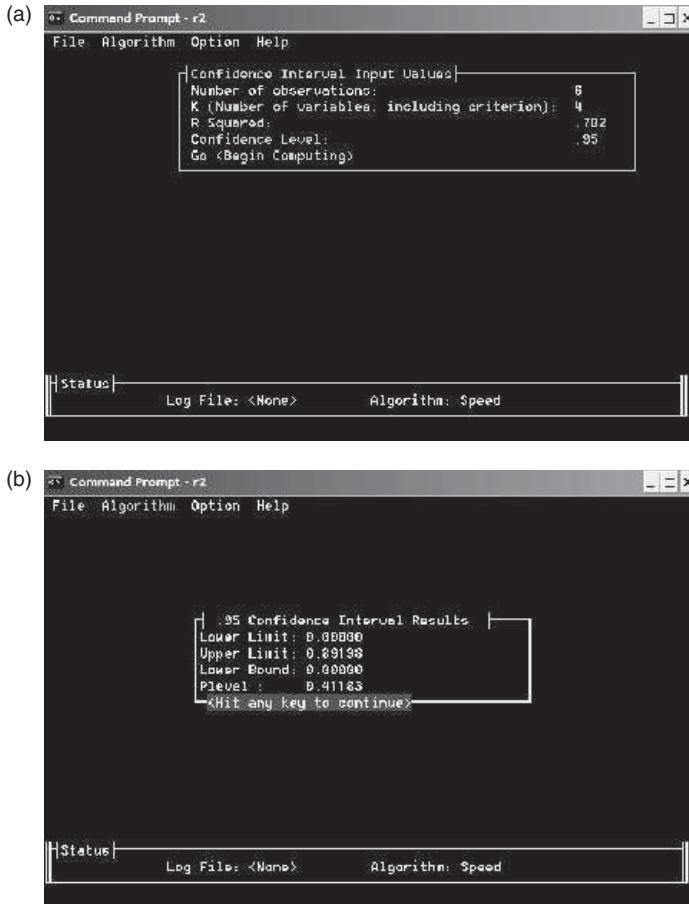 (a)
Command Prompt - r2
File Algorithm Option Help
Confidence Interval Input Values
Number of observations: 6
K (Number of variables, including criterion): 4
R Squared: .702
Confidence Level: .95
Go <Begin Computing>
Status
Log File: <None> Algorithm: Speed
(b)
Command Prompt - r2
File Algorithm Option Help
.95 Confidence Interval Results
Lower Limit: 0.00000
Upper Limit:
Lower Bound: 0.00000
Plevel : 0.41183
<Hit any key to continue>
Status
Log File: <None> Algorithm: Speed